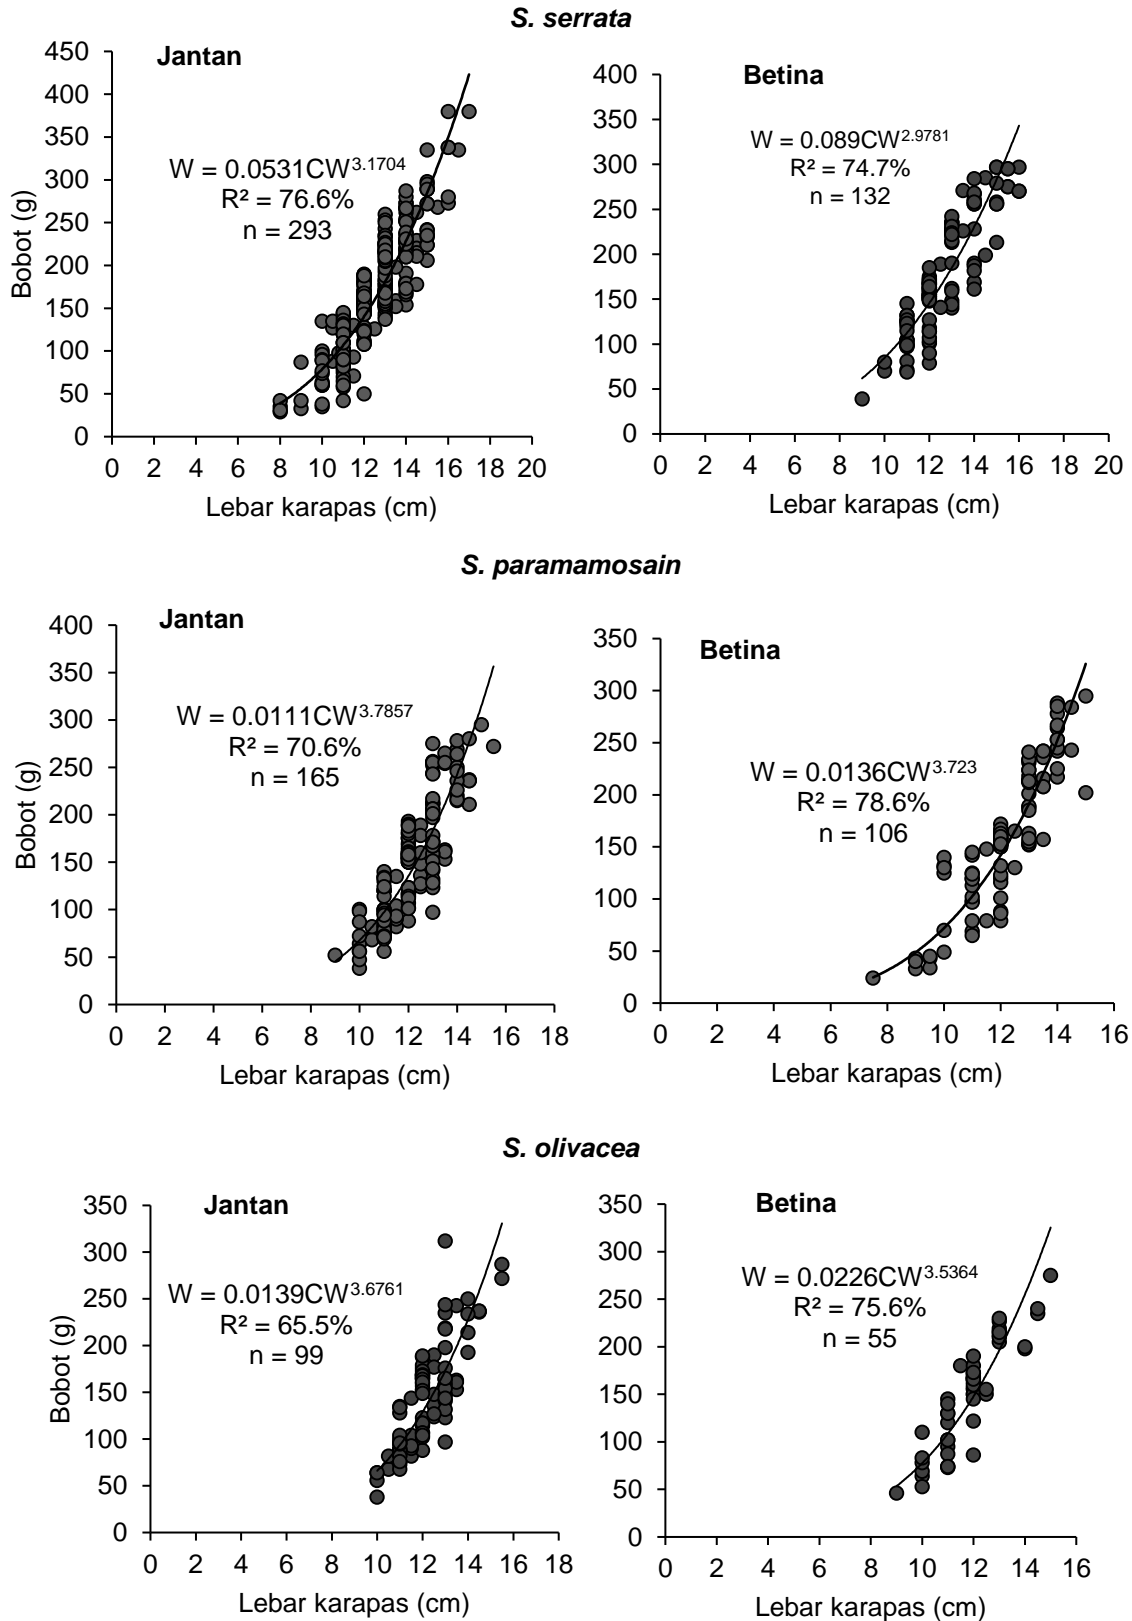 S. serrata
Jantan
W = 0.0531CW3.1704
R² = 76.6%
n = 293
Bobot (g)
450
400
350
300
250
200
150
100
50
0
0 2 4 6 8 10 12 14 16 18 20
Lebar karapas (cm)
Betina
W = 0.089CW2.9781
R² = 74.7%
n = 132
400
350
300
250
200
150
100
50
0
0 2 4 6 8 10 12 14 16 18 20
Lebar karapas (cm)
S. paramamosain
Jantan
W = 0.0111CW3.7857
R² = 70.6%
n = 165
Bobot (g)
400
350
300
250
200
150
100
50
0
0 2 4 6 8 10 12 14 16 18
Lebar karapas (cm)
Betina
W = 0.0136CW3.723
R² = 78.6%
n = 106
350
300
250
200
150
100
50
0
0 2 4 6 8 10 12 14 16
Lebar karapas (cm)
S. olivacea
Jantan
W = 0.0139CW3.6761
R² = 65.5%
n = 99
Bobot (g)
350
300
250
200
150
100
50
0
0 2 4 6 8 10 12 14 16 18
Lebar karapas (cm)
Betina
W = 0.0226CW3.5364
R² = 75.6%
n = 55
350
300
250
200
150
100
50
0
0 2 4 6 8 10 12 14 16
Lebar karapas (cm)